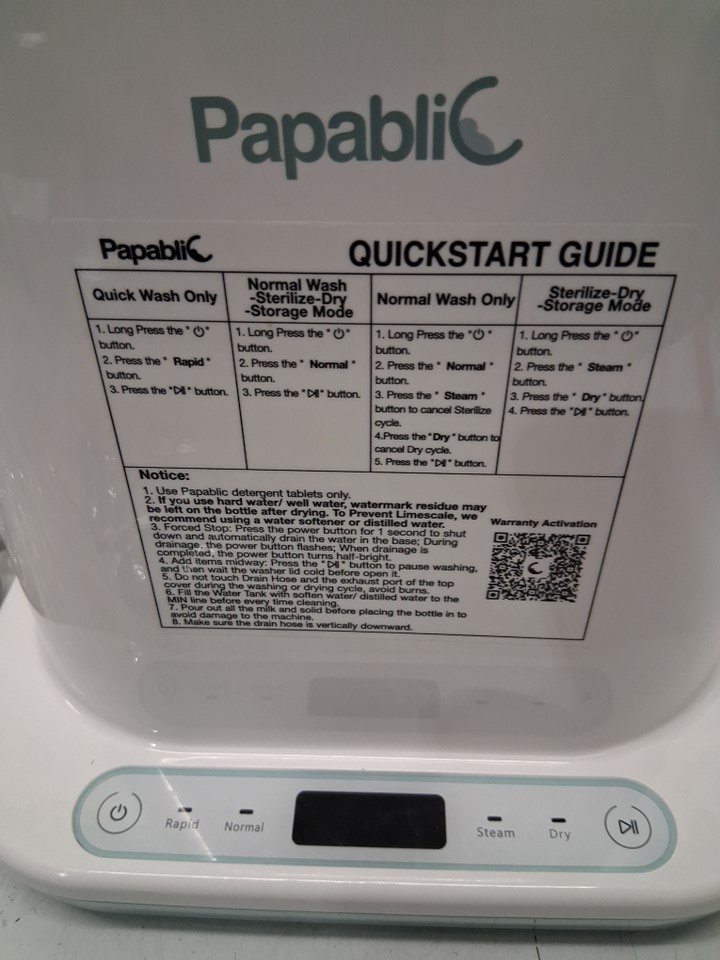 Papablic
Papablic
QUICKSTART GUIDE
Quick Wash Only
1. Long Press the " ⏻"
button.
2. Press the " Rapid "
button.
3. Press the "▷||" button.
Normal Wash
-Sterilize-Dry
-Storage Mode
1. Long Press the " ⏻"
button.
2. Press the " Normal "
button.
3. Press the "▷||" button.
Normal Wash Only
1. Long Press the "⏻ "
button.
2. Press the " Normal "
button.
3. Press the " Steam "
button to cancel Sterilize
cycle.
4.Press the "Dry" button to
cancel Dry cycle.
5. Press the "▷||" button.
Sterilize-Dry
-Storage Mode
1. Long Press the " ⏻"
button.
2. Press the " Steam "
button.
3. Press the " Dry " button.
4. Press the "▷||" button.
Notice:
1. Use Papablic detergent tablets only.
2. If you use hard water/ well water, watermark residue may
be left on the bottle after drying. To Prevent Limescale, we
recommend using a water softener or distilled water.
3. Forced Stop: Press the power button for 1 second to shut
down and automatically drain the water in the base; During
drainage, the power button flashes; When drainage is
completed, the power button turns half-bright.
4. Add items midway: Press the "▷||" button to pause washing,
and then wait the washer lid cold before open it.
5. Do not touch Drain Hose and the exhaust port of the top
cover during the washing or drying cycle, avoid burns.
6. Fill the Water Tank with soften water/ distilled water to the
MIN line before every time cleaning.
7. Pour out all the milk and solid before placing the bottle in to
avoid damage to the machine.
8. Make sure the drain hose is vertically downward.
Warranty Activation
Rapid
Normal
Steam
Dry